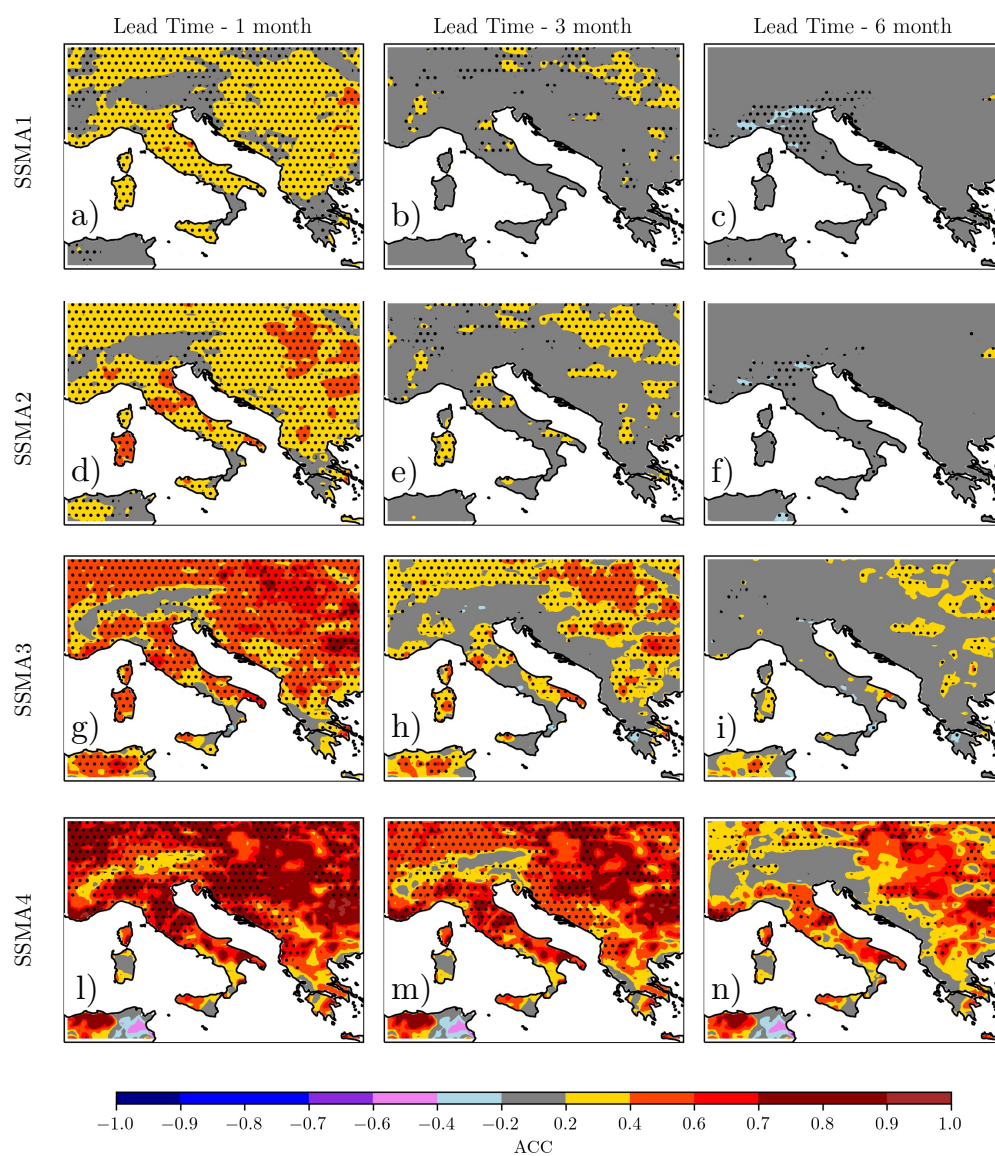 Lead Time - 1 month
Lead Time - 3 month
Lead Time - 6 month
SSMA1
a)
b)
c)
SSMA2
d)
e)
f)
SSMA3
g)
h)
i)
SSMA4
l)
m)
n)
−1.0 −0.9 −0.8 −0.7 −0.6 −0.4 −0.2 0.2 0.4 0.6 0.7 0.8 0.9 1.0
ACC